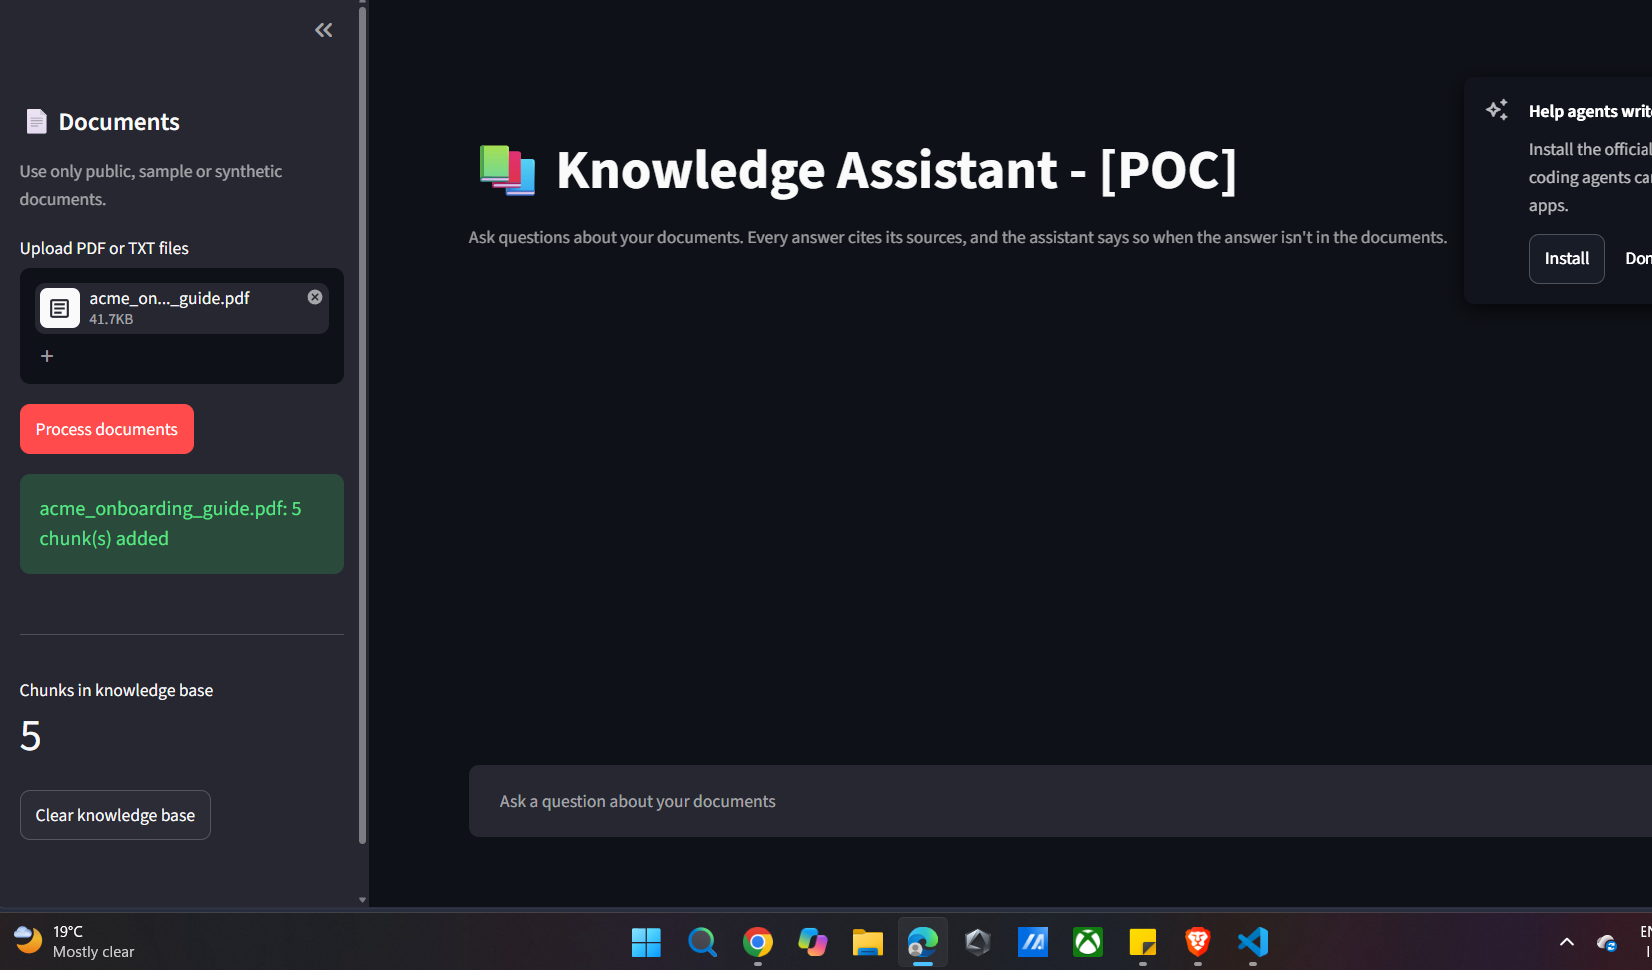 Documents
Use only public, sample or synthetic
documents.
Upload PDF or TXT files
acme_on..._guide.pdf
41.7KB
Process documents
acme_onboarding_guide.pdf: 5
chunk(s) added
Chunks in knowledge base
5
Clear knowledge base
Knowledge Assistant - [POC]
Ask questions about your documents. Every answer cites its sources, and the assistant says so when the answer isn't in the documents.
Help agents writ
Install the official
coding agents ca
apps.
Install
Don
Ask a question about your documents
19°C
Mostly clear